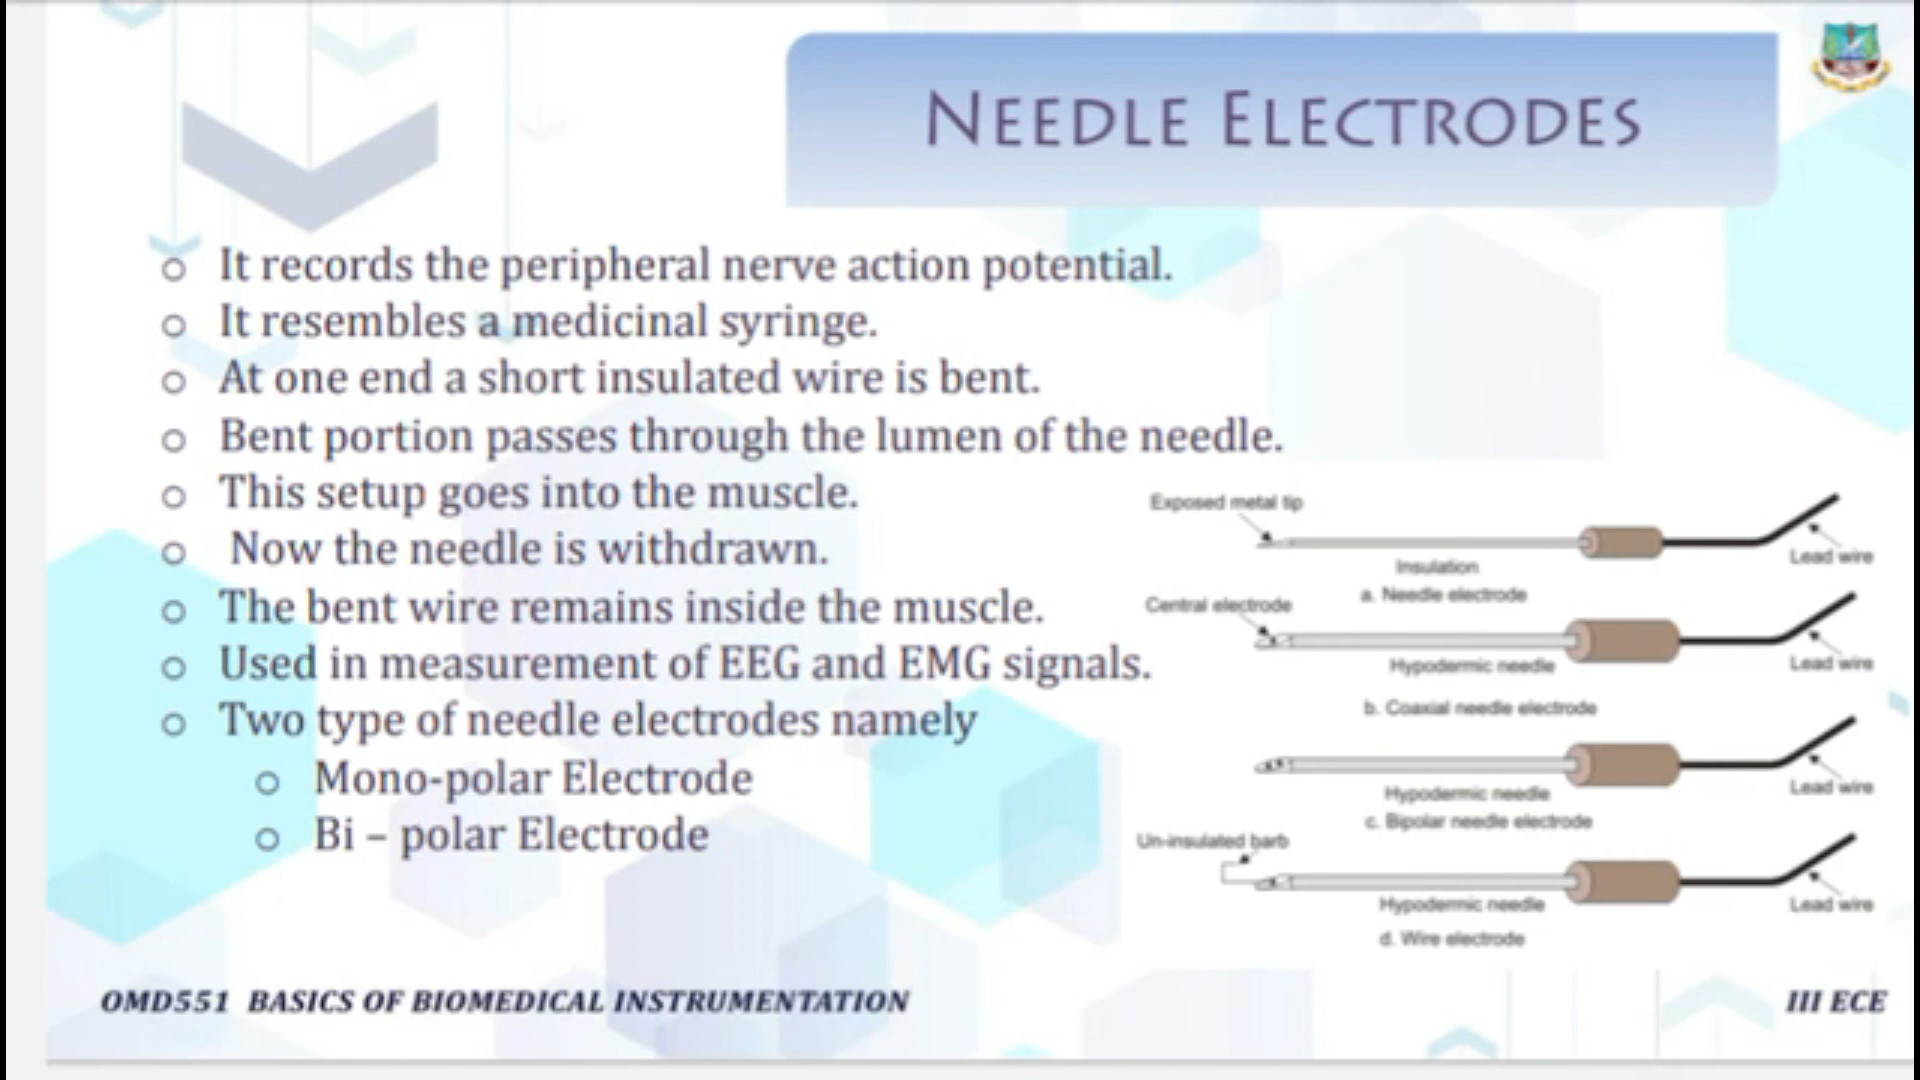 NEEDLE ELECTRODES
It records the peripheral nerve action potential.
It resembles a medicinal syringe.
At one end a short insulated wire is bent.
Bent portion passes through the lumen of the needle.
This setup goes into the muscle.
Now the needle is withdrawn.
The bent wire remains inside the muscle.
Used in measurement of EEG and EMG signals.
Two type of needle electrodes namely
Mono-polar Electrode
Bi – polar Electrode
Exposed metal tip
Lead wire
Insulation
a. Needle electrode
Central electrode
Lead wire
Hypodermic needle
b. Coaxial needle electrode
Lead wire
Hypodermic needle
c. Bipolar needle electrode
Un-insulated barb
Lead wire
Hypodermic needle
d. Wire electrode
OMD551 BASICS OF BIOMEDICAL INSTRUMENTATION
III ECE